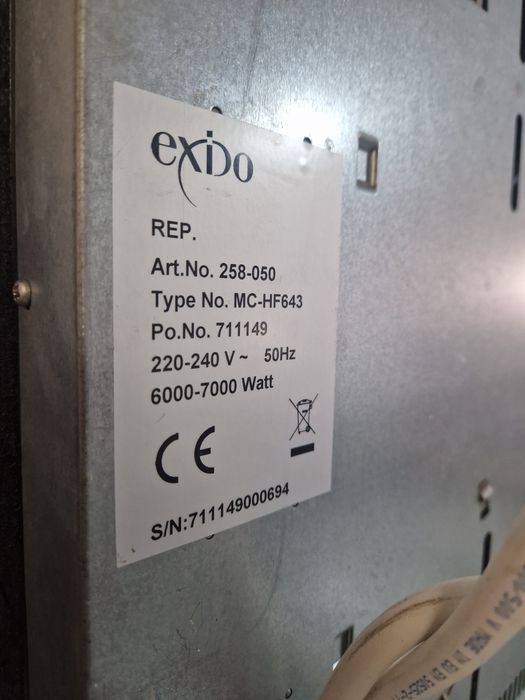 exido
REP.
Art.No. 258-050
Type No. MC-HF643
Po.No. 711149
220-240 V ~ 50Hz
6000-7000 Watt
CE
S/N:711149000694